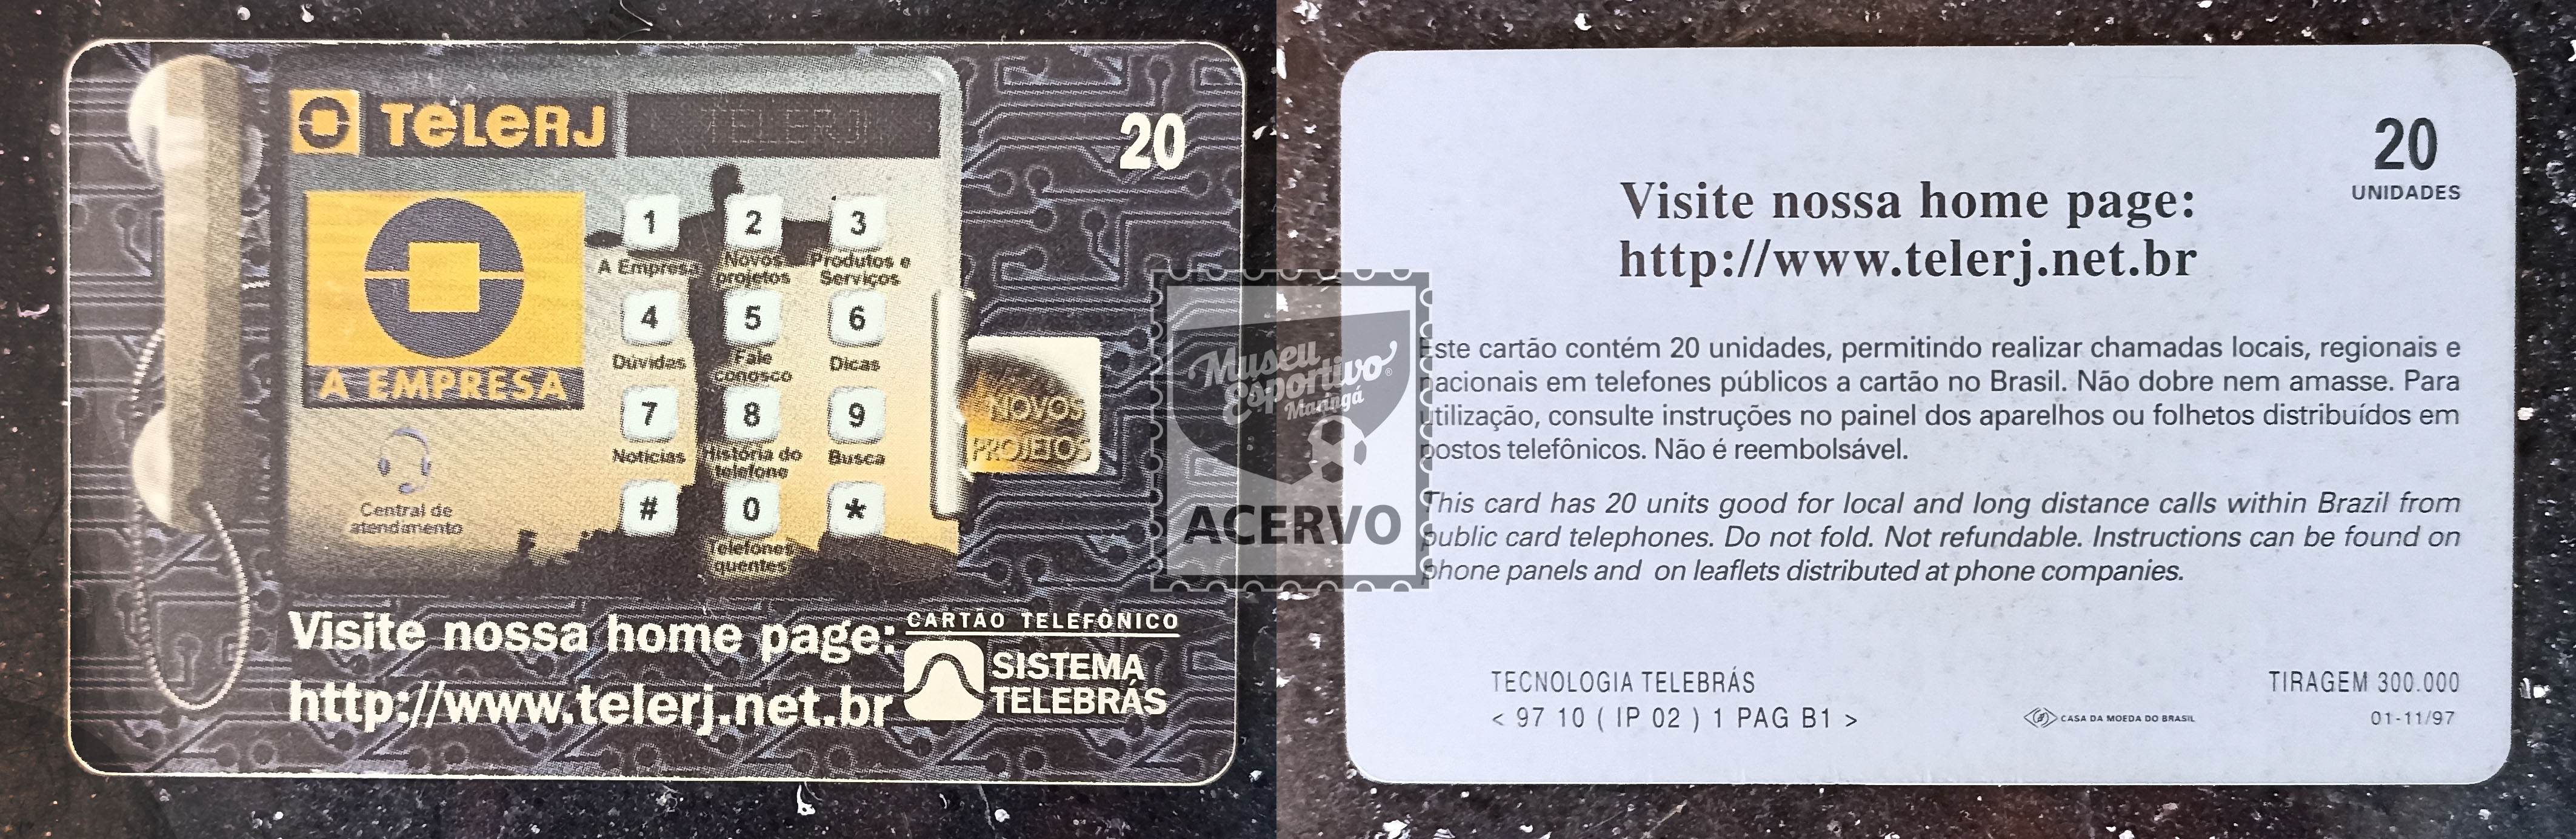 TELERJ
TELERJ
20
1
2
3
A Empresa
Novos
projetos
Produtos e
Serviços
4
5
6
Dúvidas
Fale
conosco
Dicas
A EMPRESA
7
8
9
Notícias
História do
telefone
Busca
NOVOS
PROJETOS
#
0
*
Central de
atendimento
Telefones
quentes
Visite nossa home page:
http://www.telerj.net.br
CARTÃO TELEFÔNICO
SISTEMA
TELEBRÁS
Museu
Esportivo®
Maringá
ACERVO
20
UNIDADES
Visite nossa home page:
http://www.telerj.net.br
Este cartão contém 20 unidades, permitindo realizar chamadas locais, regionais e
nacionais em telefones públicos a cartão no Brasil. Não dobre nem amasse. Para
utilização, consulte instruções no painel dos aparelhos ou folhetos distribuídos em
postos telefônicos. Não é reembolsável.
This card has 20 units good for local and long distance calls within Brazil from
public card telephones. Do not fold. Not refundable. Instructions can be found on
phone panels and on leaflets distributed at phone companies.
TECNOLOGIA TELEBRÁS
< 97 10 ( IP 02 ) 1 PAG B1 >
CASA DA MOEDA DO BRASIL
TIRAGEM 300.000
01-11/97